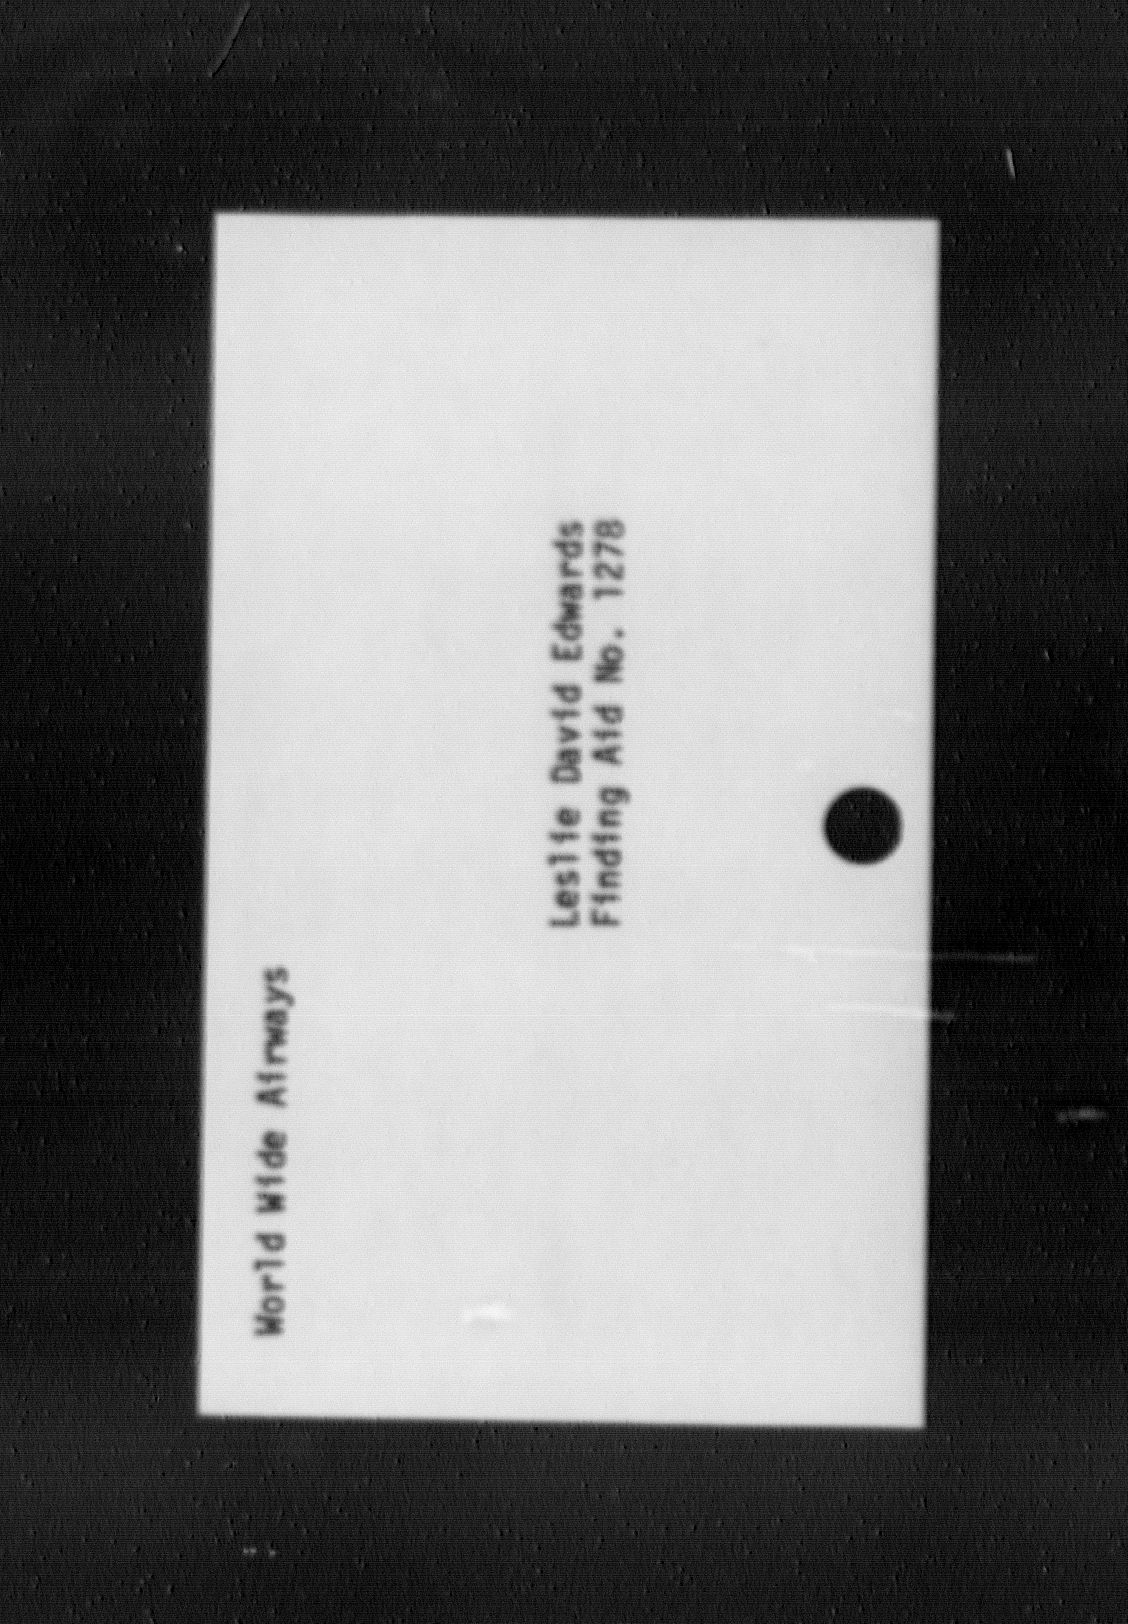 World Wide Airways
Leslie David Edwards
Finding Aid No. 1278